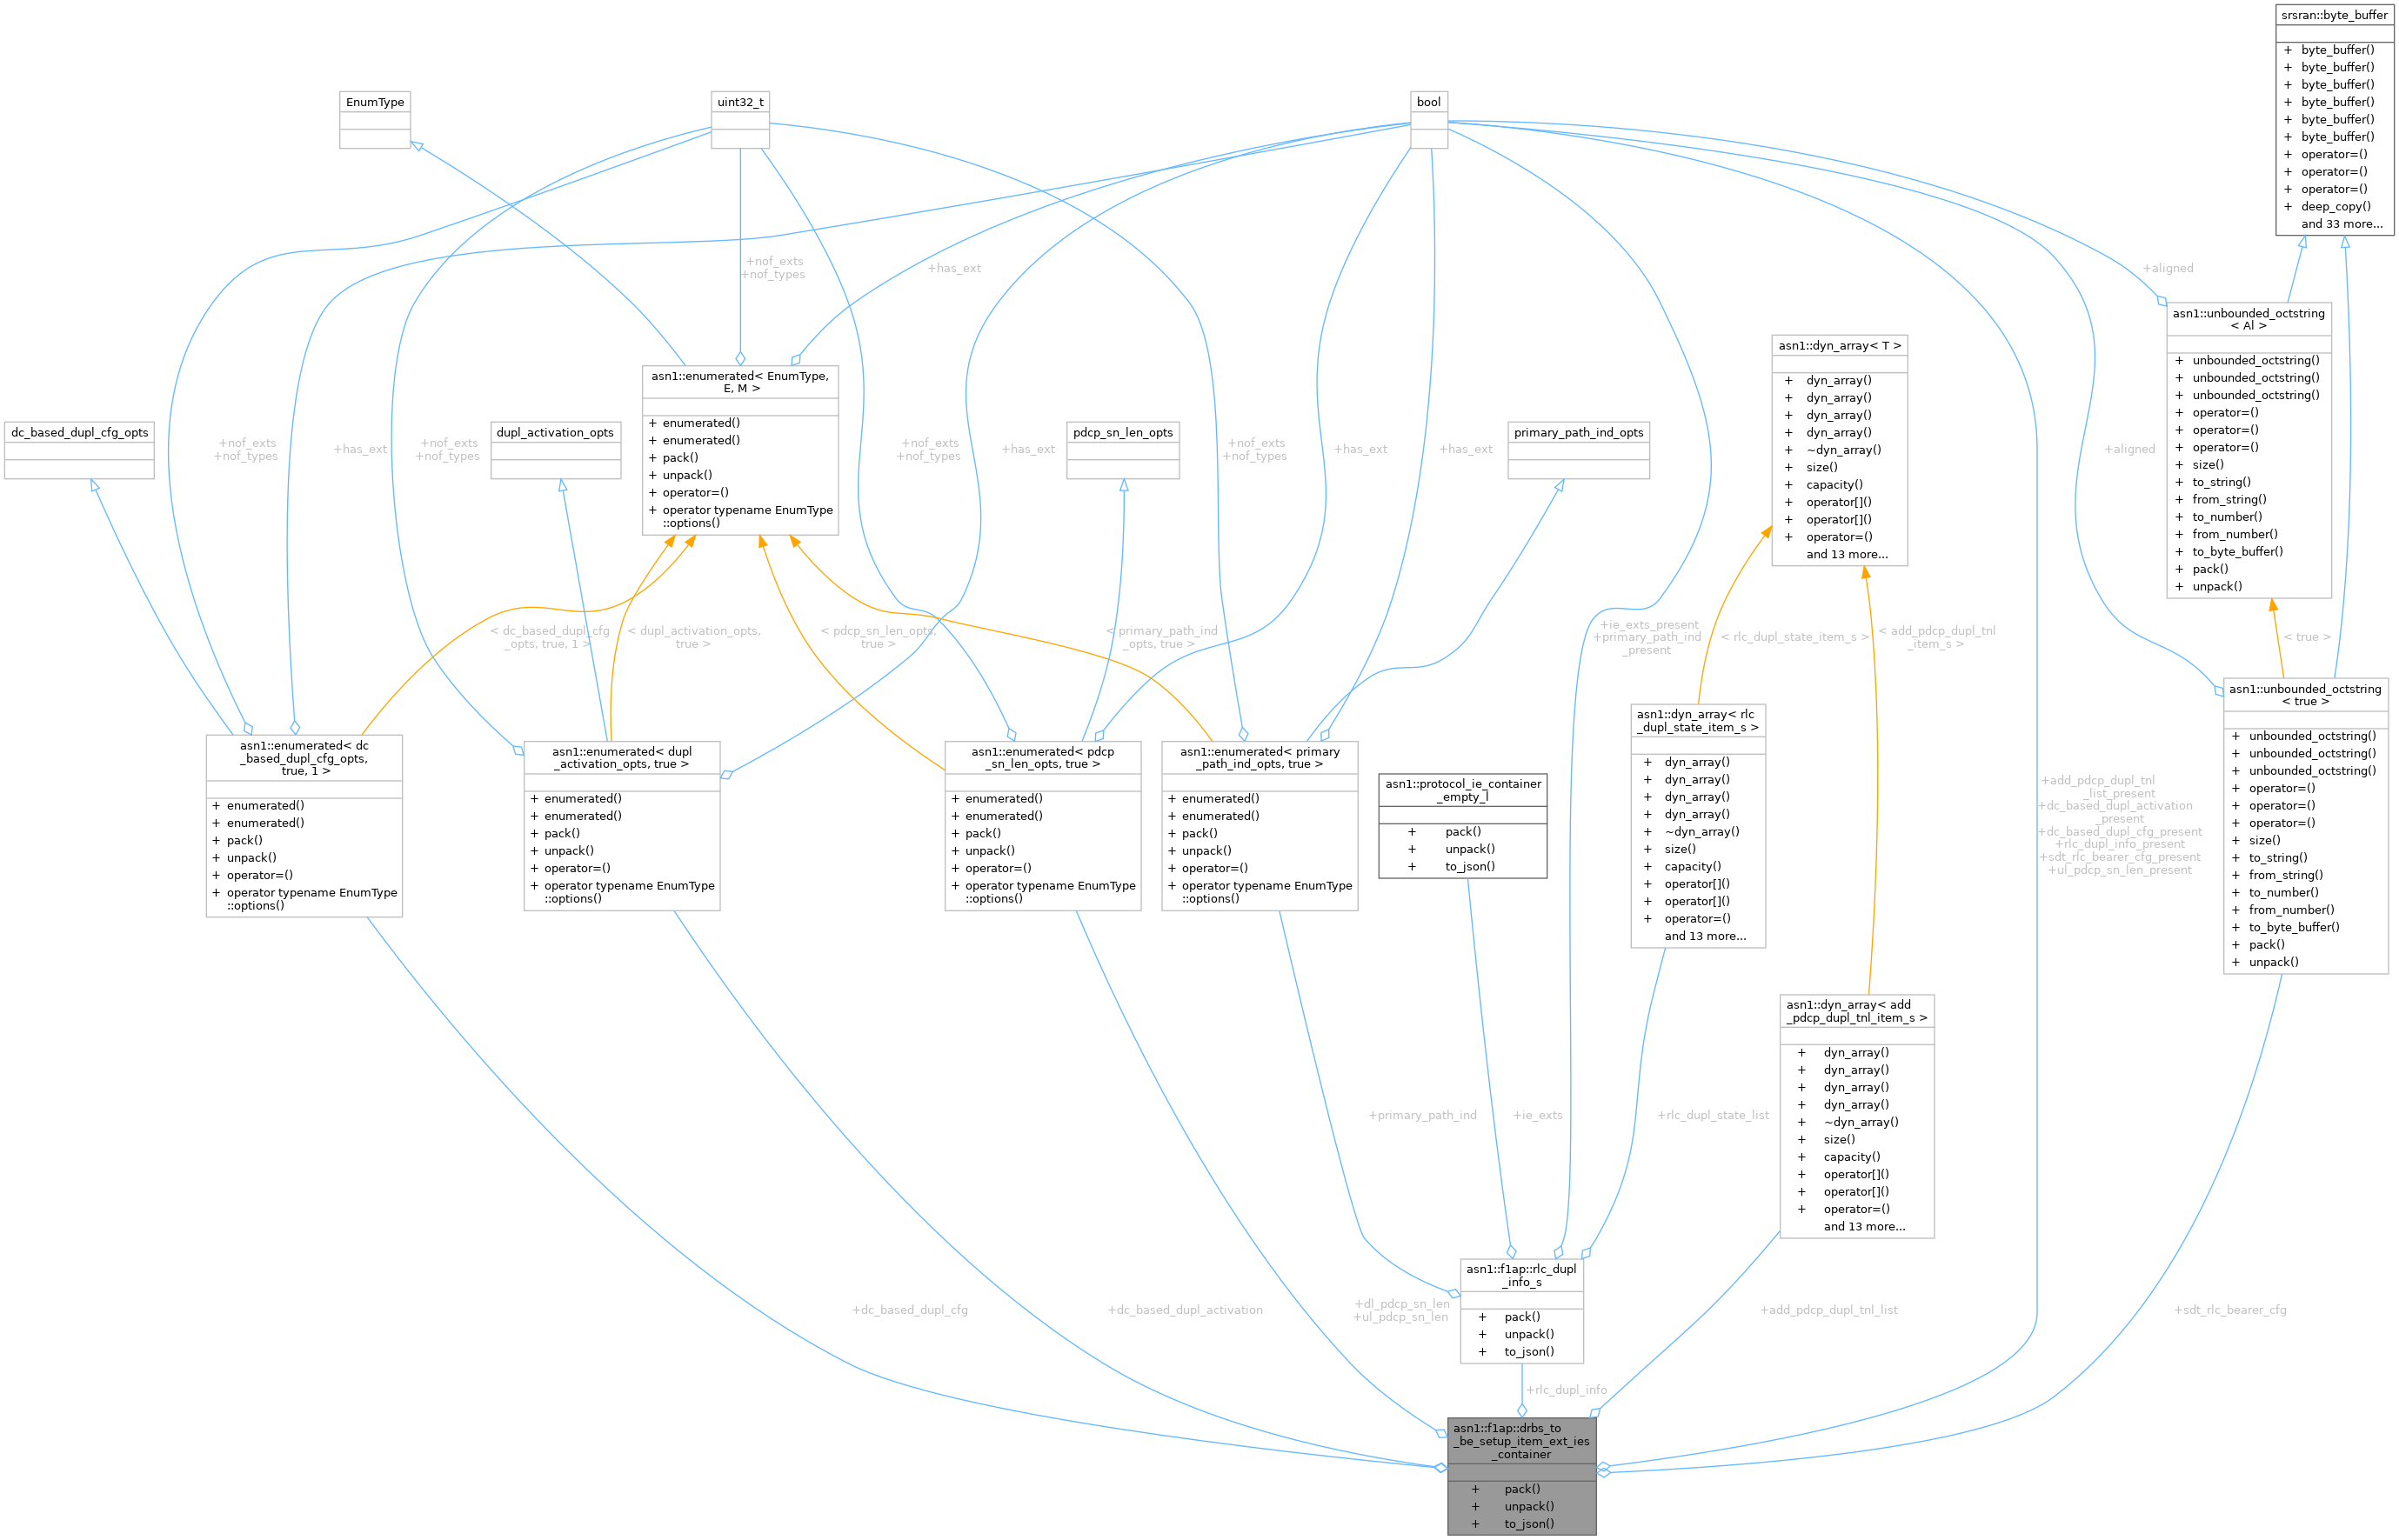 srsran::byte_buffer
+ byte_buffer()
+ byte_buffer()
+ byte_buffer()
+ byte_buffer()
+ byte_buffer()
+ byte_buffer()
+ operator=()
+ operator=()
+ operator=()
+ deep_copy()
and 33 more...
EnumType
uint32_t
bool
+nof_exts
+nof_types
+has_ext
+aligned
asn1::unbounded_octstring
< Al >
+ unbounded_octstring()
+ unbounded_octstring()
+ unbounded_octstring()
+ operator=()
+ operator=()
+ operator=()
+ size()
+ to_string()
+ from_string()
+ to_number()
+ from_number()
+ to_byte_buffer()
+ pack()
+ unpack()
asn1::dyn_array< T >
+ dyn_array()
+ dyn_array()
+ dyn_array()
+ dyn_array()
+ ~dyn_array()
+ size()
+ capacity()
+ operator[]()
+ operator[]()
+ operator=()
and 13 more...
asn1::enumerated< EnumType,
E, M >
+ enumerated()
+ enumerated()
+ pack()
+ unpack()
+ operator=()
+ operator typename EnumType
::options()
dc_based_dupl_cfg_opts
+nof_exts
+nof_types
+has_ext
+nof_exts
+nof_types
dupl_activation_opts
+nof_exts
+nof_types
+has_ext
pdcp_sn_len_opts
+nof_exts
+nof_types
+has_ext
+has_ext
primary_path_ind_opts
+aligned
< dc_based_dupl_cfg
_opts, true, 1 >
< dupl_activation_opts,
true >
< pdcp_sn_len_opts,
true >
< primary_path_ind
_opts, true >
+ie_exts_present
+primary_path_ind
_present
< rlc_dupl_state_item_s >
< add_pdcp_dupl_tnl
_item_s >
< true >
asn1::unbounded_octstring
< true >
+ unbounded_octstring()
+ unbounded_octstring()
+ unbounded_octstring()
+ operator=()
+ operator=()
+ operator=()
+ size()
+ to_string()
+ from_string()
+ to_number()
+ from_number()
+ to_byte_buffer()
+ pack()
+ unpack()
asn1::enumerated< dc
_based_dupl_cfg_opts,
true, 1 >
+ enumerated()
+ enumerated()
+ pack()
+ unpack()
+ operator=()
+ operator typename EnumType
::options()
asn1::enumerated< dupl
_activation_opts, true >
+ enumerated()
+ enumerated()
+ pack()
+ unpack()
+ operator=()
+ operator typename EnumType
::options()
asn1::enumerated< pdcp
_sn_len_opts, true >
+ enumerated()
+ enumerated()
+ pack()
+ unpack()
+ operator=()
+ operator typename EnumType
::options()
asn1::enumerated< primary
_path_ind_opts, true >
+ enumerated()
+ enumerated()
+ pack()
+ unpack()
+ operator=()
+ operator typename EnumType
::options()
asn1::protocol_ie_container
_empty_l
+ pack()
+ unpack()
+ to_json()
asn1::dyn_array< rlc
_dupl_state_item_s >
+ dyn_array()
+ dyn_array()
+ dyn_array()
+ dyn_array()
+ ~dyn_array()
+ size()
+ capacity()
+ operator[]()
+ operator[]()
+ operator=()
and 13 more...
+add_pdcp_dupl_tnl
_list_present
+dc_based_dupl_activation
_present
+dc_based_dupl_cfg_present
+rlc_dupl_info_present
+sdt_rlc_bearer_cfg_present
+ul_pdcp_sn_len_present
asn1::dyn_array< add
_pdcp_dupl_tnl_item_s >
+ dyn_array()
+ dyn_array()
+ dyn_array()
+ dyn_array()
+ ~dyn_array()
+ size()
+ capacity()
+ operator[]()
+ operator[]()
+ operator=()
and 13 more...
+primary_path_ind
+ie_exts
+rlc_dupl_state_list
asn1::f1ap::rlc_dupl
_info_s
+ pack()
+ unpack()
+ to_json()
+dc_based_dupl_cfg
+dc_based_dupl_activation
+dl_pdcp_sn_len
+ul_pdcp_sn_len
+add_pdcp_dupl_tnl_list
+sdt_rlc_bearer_cfg
+rlc_dupl_info
asn1::f1ap::drbs_to
_be_setup_item_ext_ies
_container
+ pack()
+ unpack()
+ to_json()